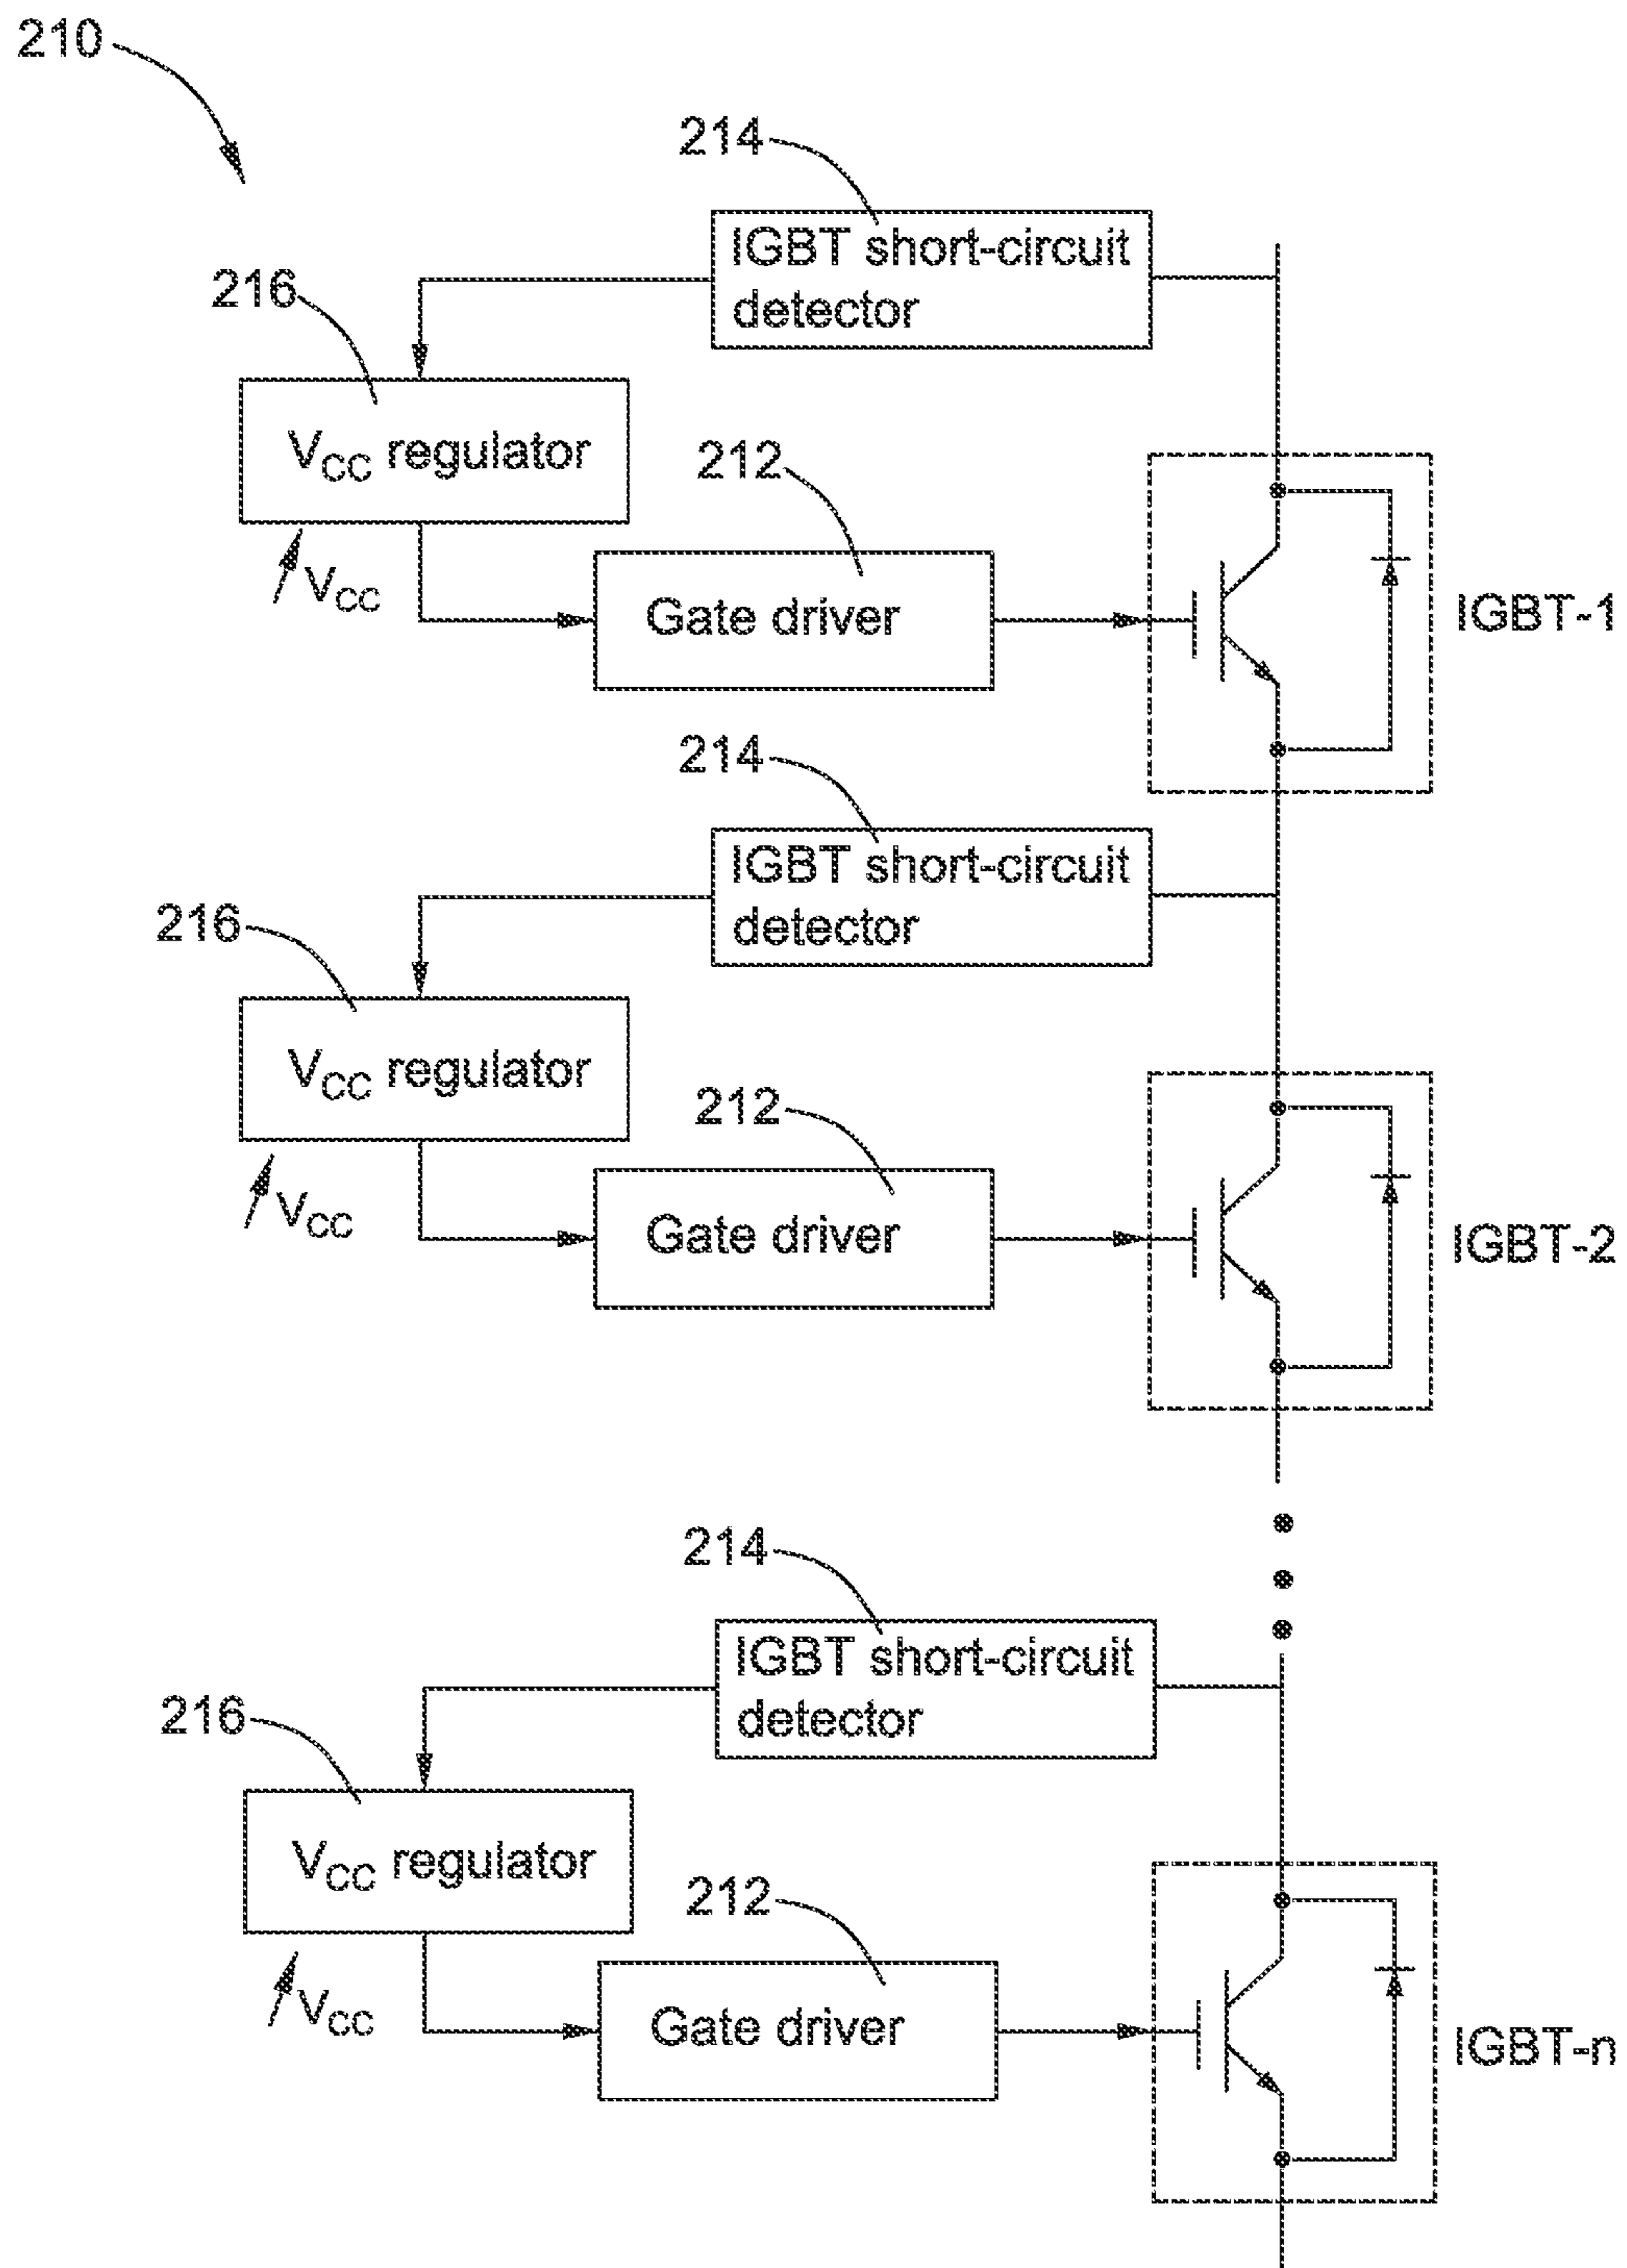 210
214
IGBT short-circuit
detector
216
VCC regulator
212
VCC
Gate driver
IGBT-1
214
IGBT short-circuit
detector
216
VCC regulator
212
VCC
Gate driver
IGBT-2
214
IGBT short-circuit
detector
216
VCC regulator
212
VCC
Gate driver
IGBT-n